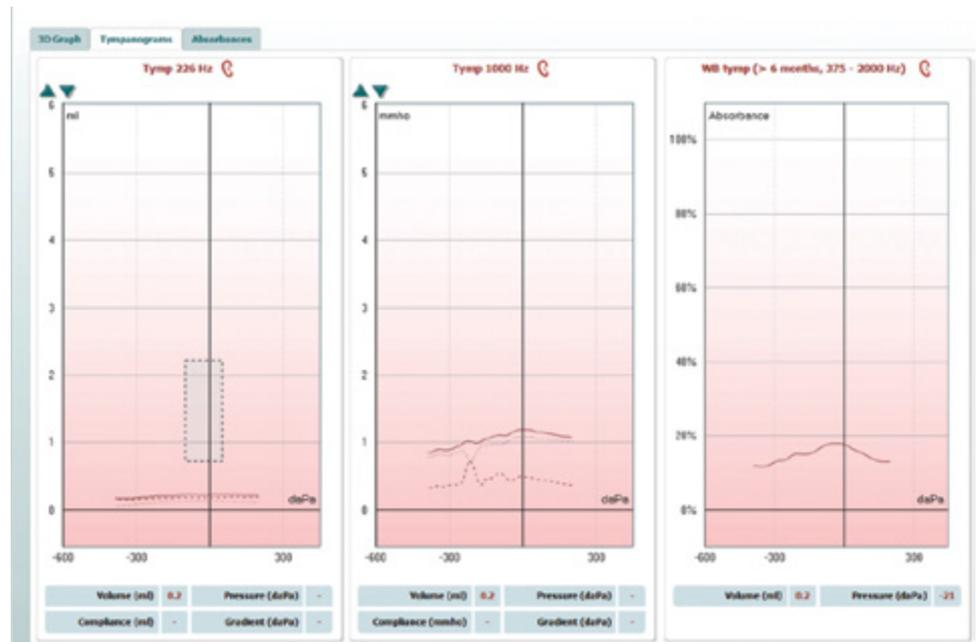 3D Graph Tympanograms Absorbances
Tymp 226 Hz
ml
6
5
4
3
2
1
0
daPa
-600 -300 300
Volume (ml) 0.2 Pressure (daPa) -
Compliance (ml) - Gradient (daPa) -
Tymp 1000 Hz
mmho
6
5
4
3
2
1
0
daPa
-600 -300 300
Volume (ml) 0.2 Pressure (daPa) -
Compliance (mmho) - Gradient (daPa) -
WB tymp (> 6 months, 375 - 2000 Hz)
Absorbance
100%
80%
60%
40%
20%
0%
daPa
-600 -300 300
Volume (ml) 0.2 Pressure (daPa) -21